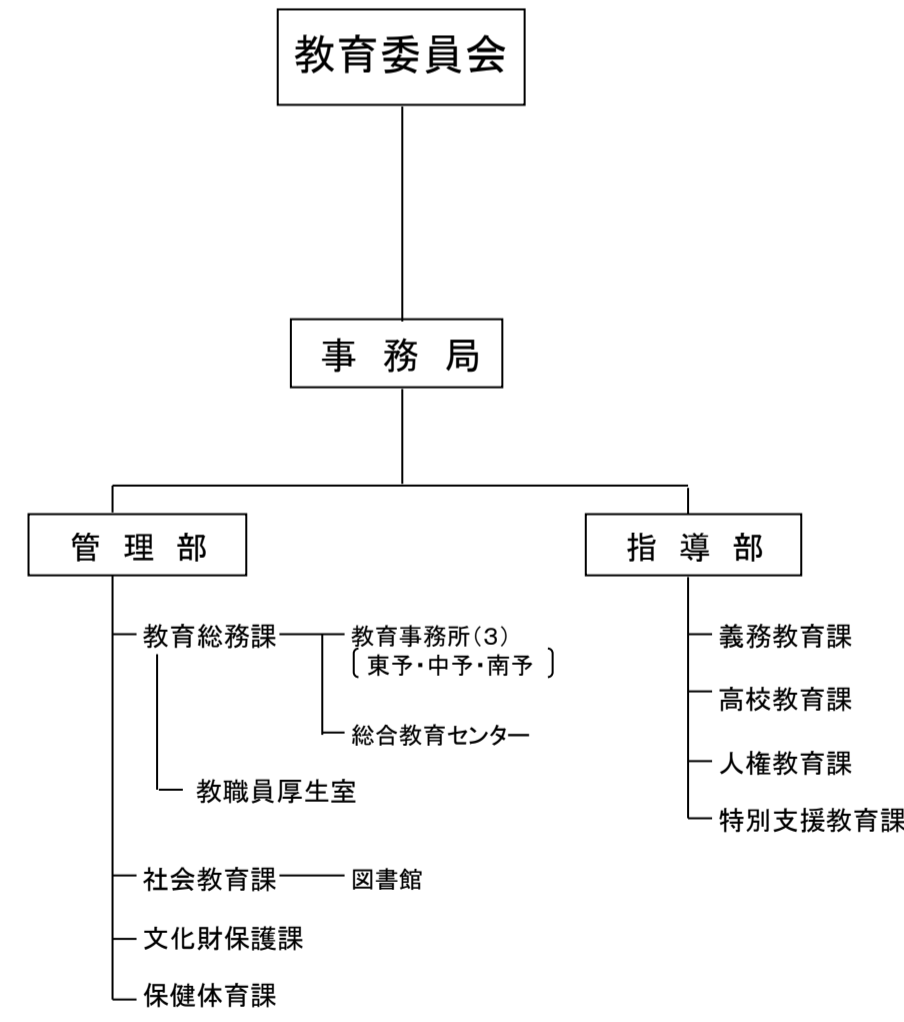 教育委員会
事務局
管理部
教育総務課
教育事務所(3)
〔東予・中予・南予〕
総合教育センター
教職員厚生室
社会教育課
図書館
文化財保護課
保健体育課
指導部
義務教育課
高校教育課
人権教育課
特別支援教育課